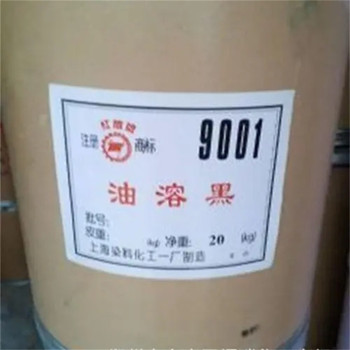 注册 商标
9001
油溶黑
批号:
皮重: (kg) 净重: 20 (kg)
上海染料化工一厂制造